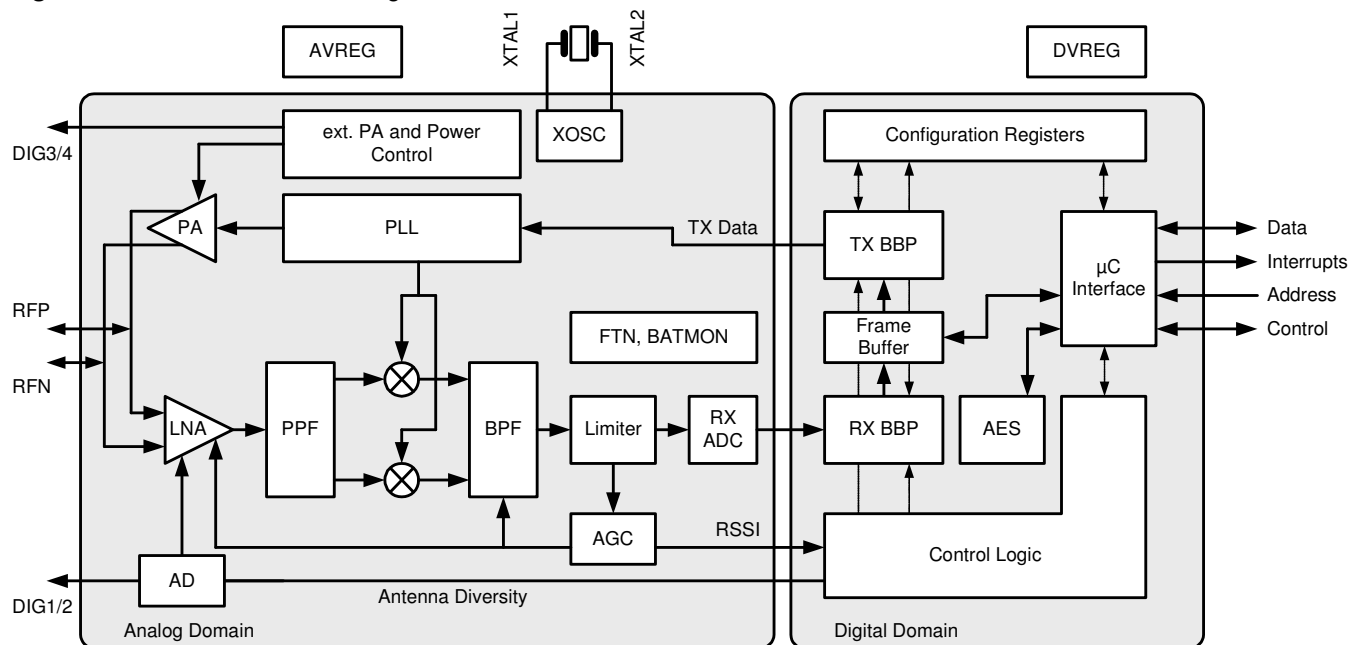 XTAL1
XTAL2
AVREG
DVREG
ext. PA and Power
Control
XOSC
Configuration Registers
DIG3/4
PA
PLL
TX Data
TX BBP
µC
Interface
Data
Interrupts
Address
Control
RFP
RFN
FTN, BATMON
Frame
Buffer
LNA
PPF
BPF
Limiter
RX
ADC
RX BBP
AES
AGC
RSSI
Control Logic
AD
DIG1/2
Antenna Diversity
Analog Domain
Digital Domain